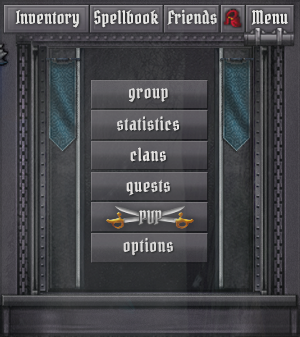 Inventory Spellbook Friends A Menu
group
statistics
clans
quests
pvp
options